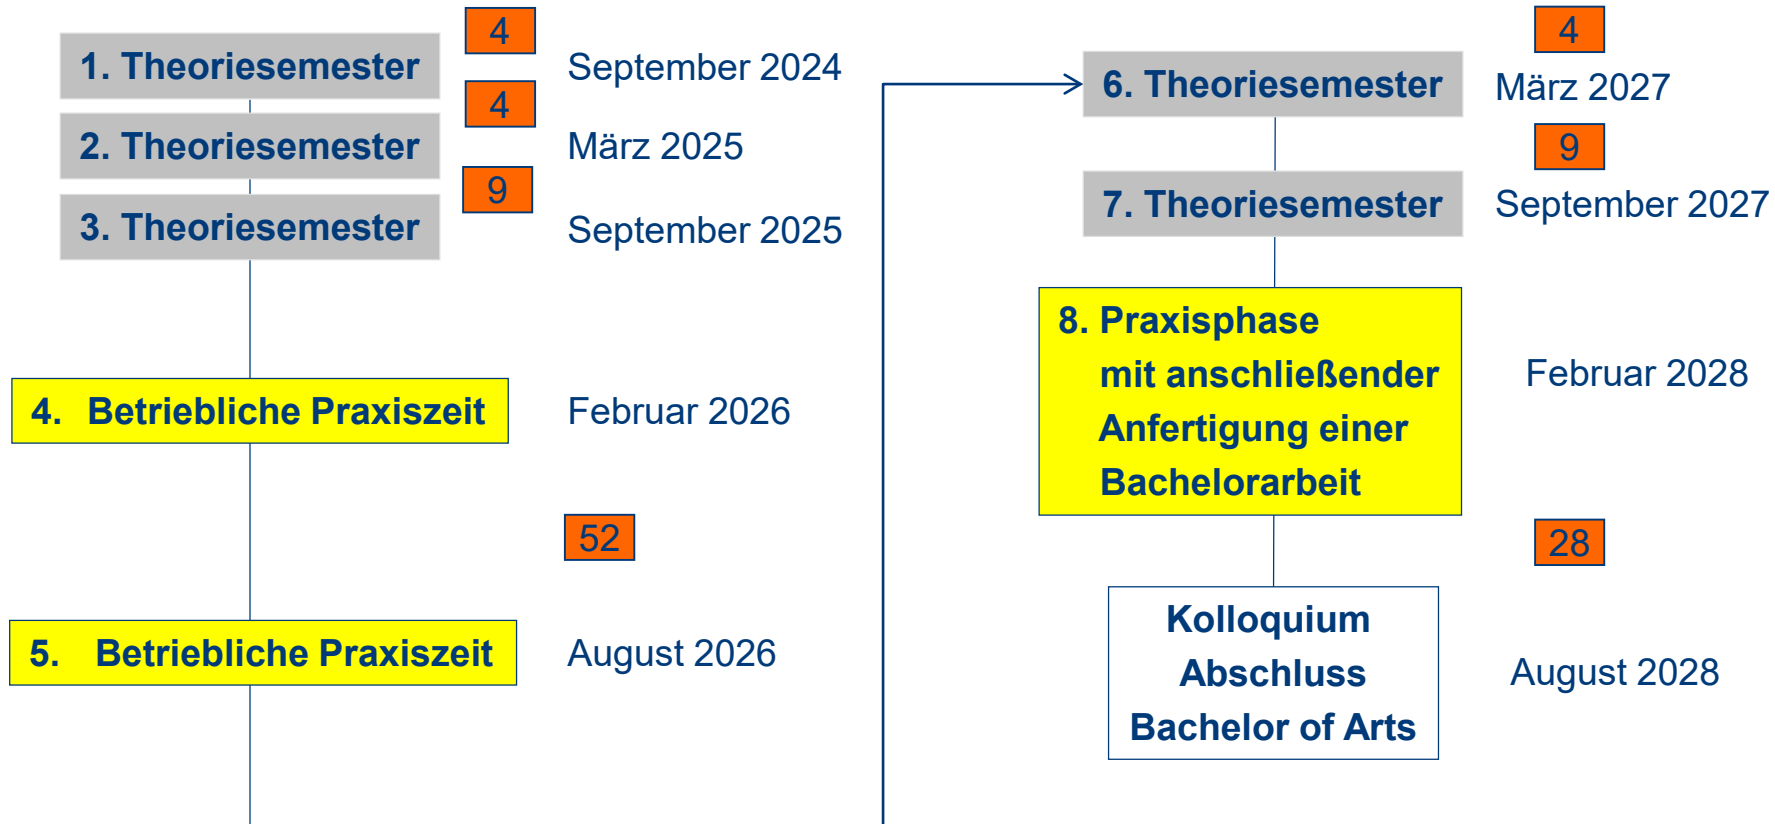 4
1. Theoriesemester
September 2024
4
2. Theoriesemester
März 2025
9
3. Theoriesemester
September 2025
4. Betriebliche Praxiszeit
Februar 2026
52
5. Betriebliche Praxiszeit
August 2026
4
6. Theoriesemester
März 2027
9
7. Theoriesemester
September 2027
8. Praxisphase
mit anschließender
Anfertigung einer
Bachelorarbeit
Februar 2028
28
Kolloquium
Abschluss
Bachelor of Arts
August 2028